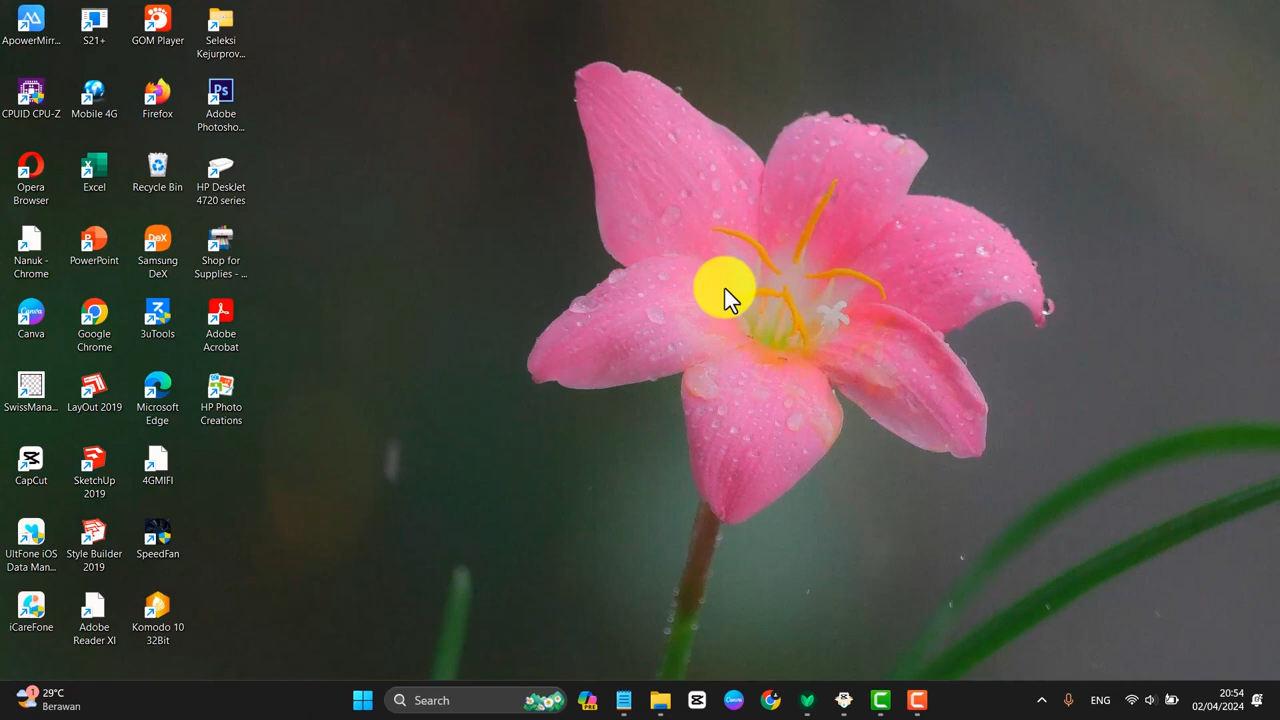 ApowerMirr...
S21+
GOM Player
Seleksi
Kejurprov...
CPUID CPU-Z
Mobile 4G
Firefox
Adobe
Photosho...
Opera
Browser
Excel
Recycle Bin
HP DeskJet
4720 series
Nanuk -
Chrome
PowerPoint
Samsung
DeX
Shop for
Supplies - ...
Canva
Google
Chrome
3uTools
Adobe
Acrobat
SwissMana...
LayOut 2019
Microsoft
Edge
HP Photo
Creations
CapCut
SketchUp
2019
4GMIFI
UltFone iOS
Data Man...
Style Builder
2019
SpeedFan
iCareFone
Adobe
Reader XI
Komodo 10
32Bit
1
29°C
Berawan
Search
PRE
ENG
20:54
02/04/2024